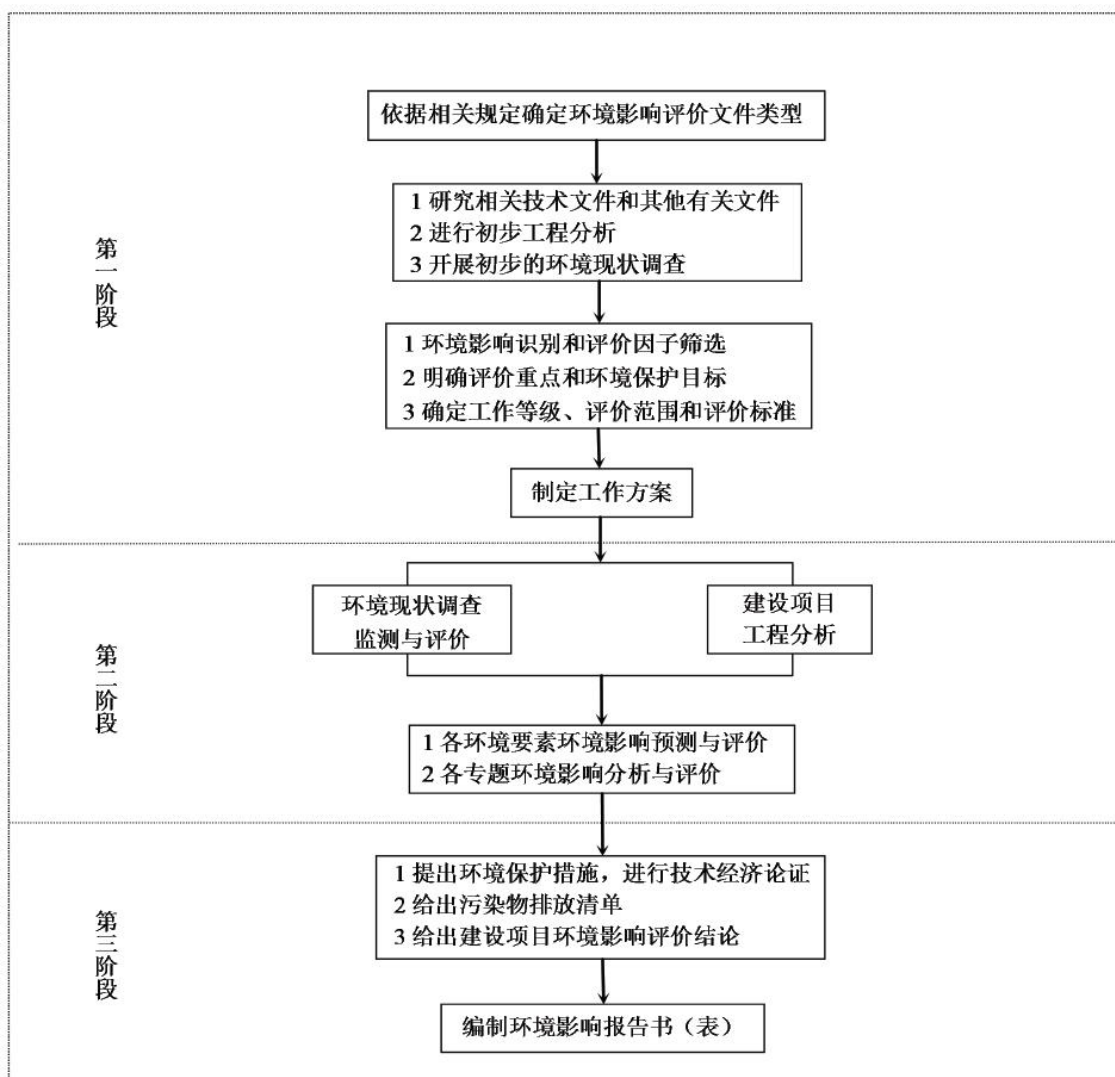 依据相关规定确定环境影响评价文件类型
1 研究相关技术文件和其他有关文件
2 进行初步工程分析
3 开展初步的环境现状调查
第一阶段
1 环境影响识别和评价因子筛选
2 明确评价重点和环境保护目标
3 确定工作等级、评价范围和评价标准
制定工作方案
环境现状调查
监测与评价
建设项目
工程分析
第二阶段
1 各环境要素环境影响预测与评价
2 各专题环境影响分析与评价
1 提出环境保护措施，进行技术经济论证
2 给出污染物排放清单
3 给出建设项目环境影响评价结论
第三阶段
编制环境影响报告书（表）